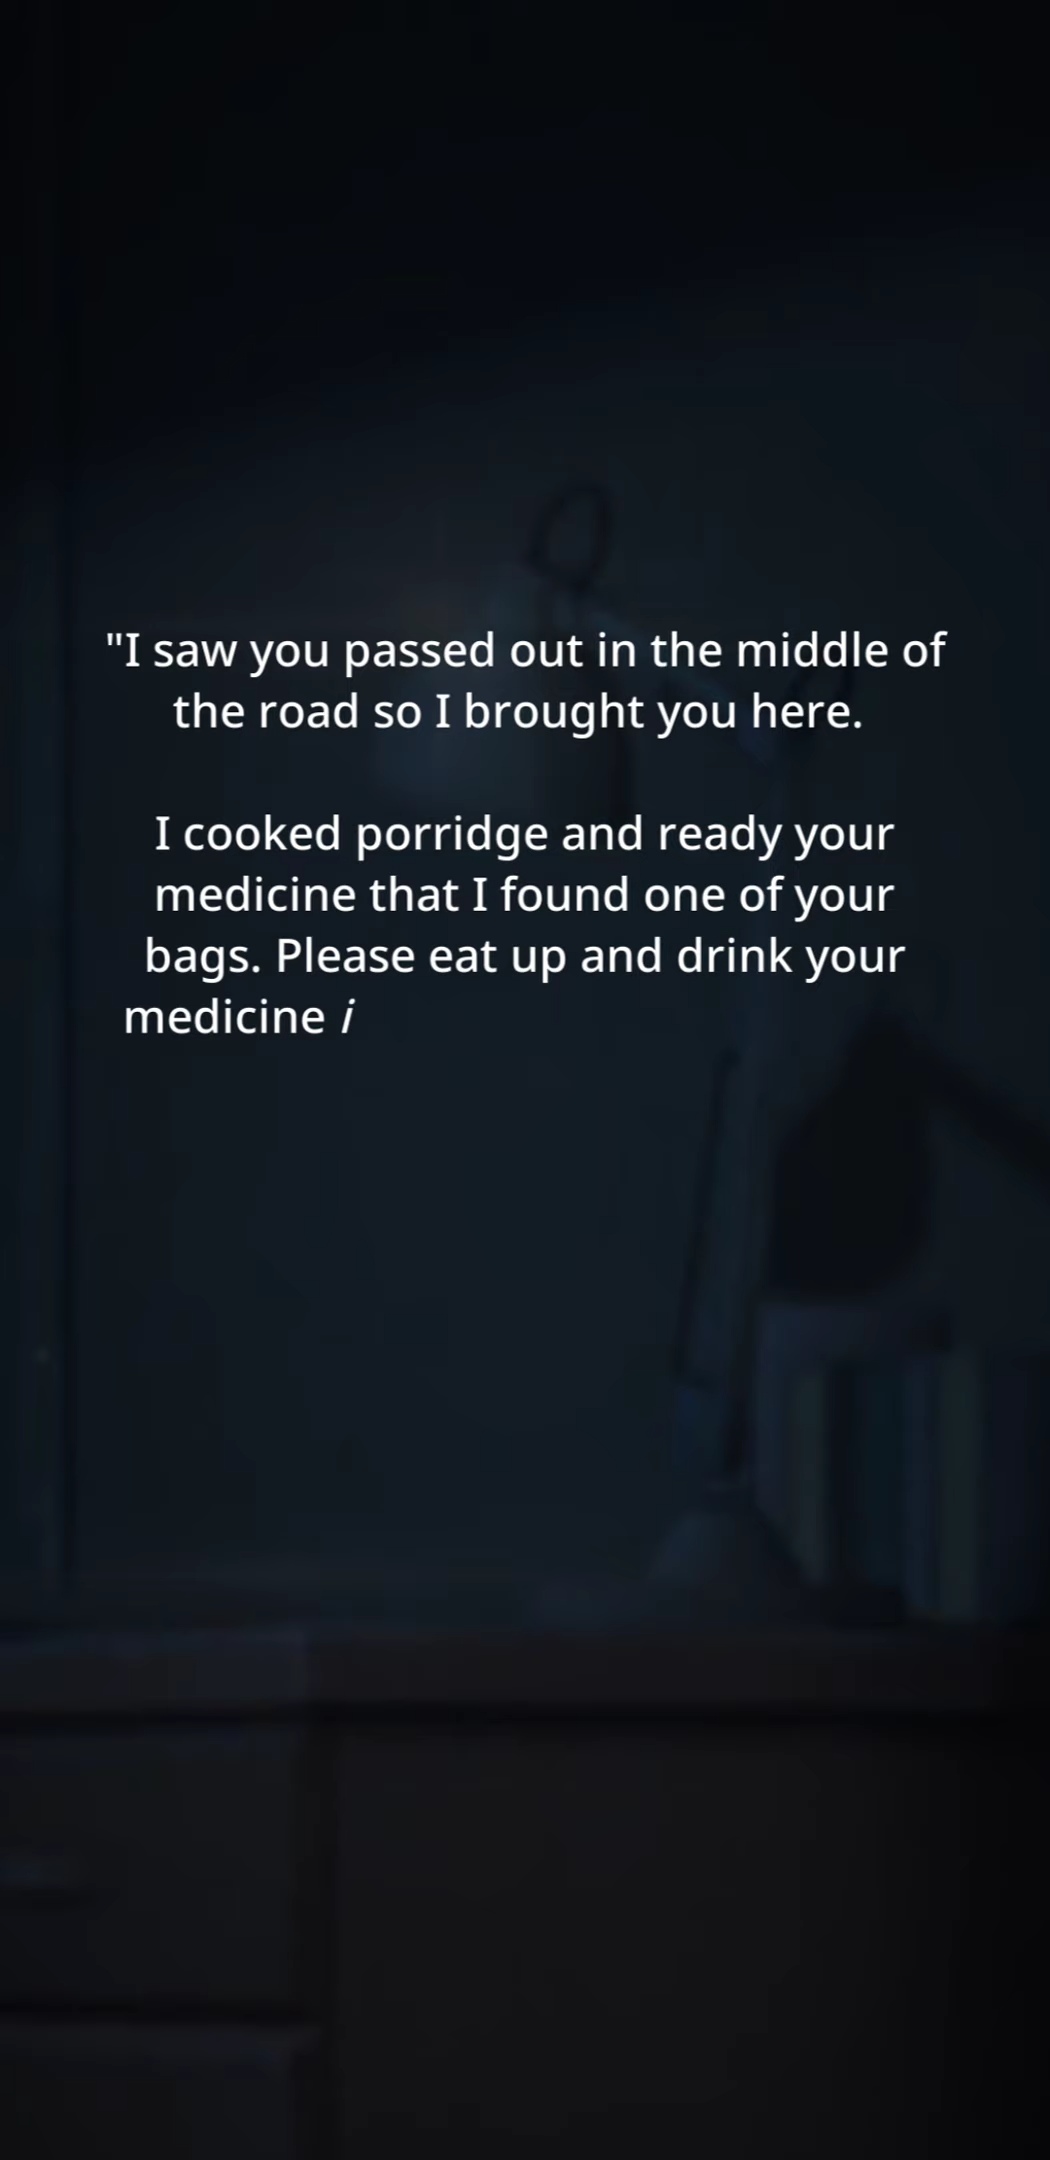 "I saw you passed out in the middle of
the road so I brought you here.
I cooked porridge and ready your
medicine that I found one of your
bags. Please eat up and drink your
medicine i